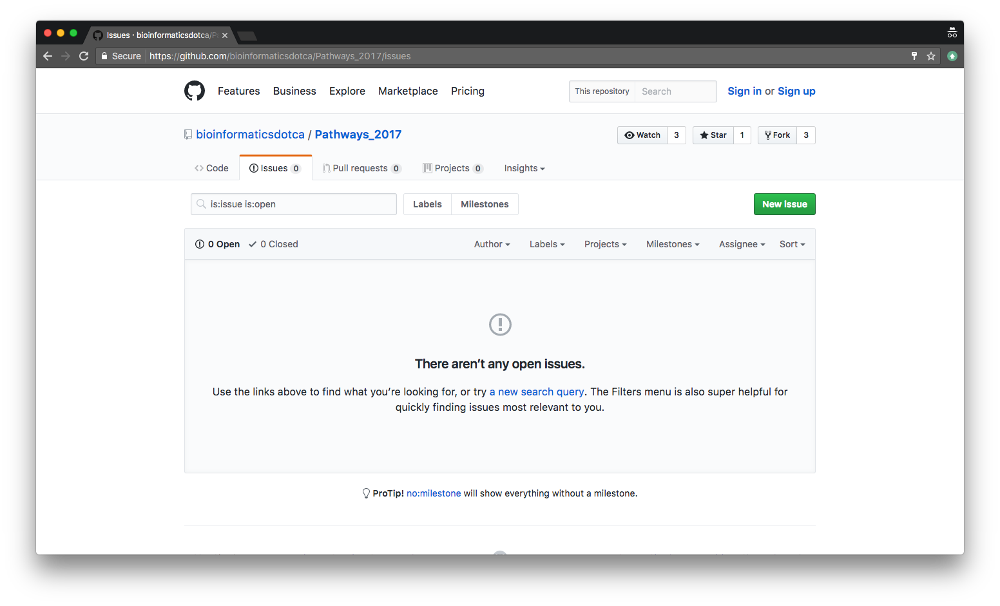 Issues · bioinformaticsdotca/P
Secure https://github.com/bioinformaticsdotca/Pathways_2017/issues
Features Business Explore Marketplace Pricing This repository Search Sign in or Sign up
bioinformaticsdotca / Pathways_2017 Watch 3 Star 1 Fork 3
Code Issues 0 Pull requests 0 Projects 0 Insights
is:issue is:open Labels Milestones New issue
0 Open 0 Closed Author Labels Projects Milestones Assignee Sort
There aren’t any open issues.
Use the links above to find what you’re looking for, or try a new search query. The Filters menu is also super helpful for
quickly finding issues most relevant to you.
ProTip! no:milestone will show everything without a milestone.